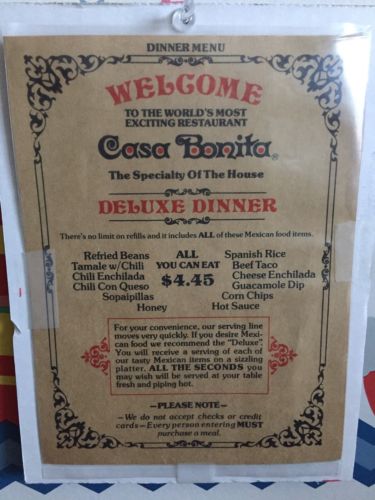 DINNER MENU
WELCOME
TO THE WORLD'S MOST
EXCITING RESTAURANT
Casa Bonita®
The Specialty Of The House
DELUXE DINNER
There's no limit on refills and it includes ALL of these Mexican food items.
Refried Beans
Tamale w/Chili
Chili Enchilada
Chili Con Queso
Sopaipillas
Honey
ALL
YOU CAN EAT
$4.45
Spanish Rice
Beef Taco
Cheese Enchilada
Guacamole Dip
Corn Chips
Hot Sauce
For your convenience, our serving line
moves very quickly. If you desire Mexi-
can food we recommend the "Deluxe".
You will receive a serving of each of
our tasty Mexican items on a sizzling
platter. ALL THE SECONDS you
may wish will be served at your table
fresh and piping hot.
—PLEASE NOTE—
—We do not accept checks or credit
cards—Every person entering MUST
purchase a meal.